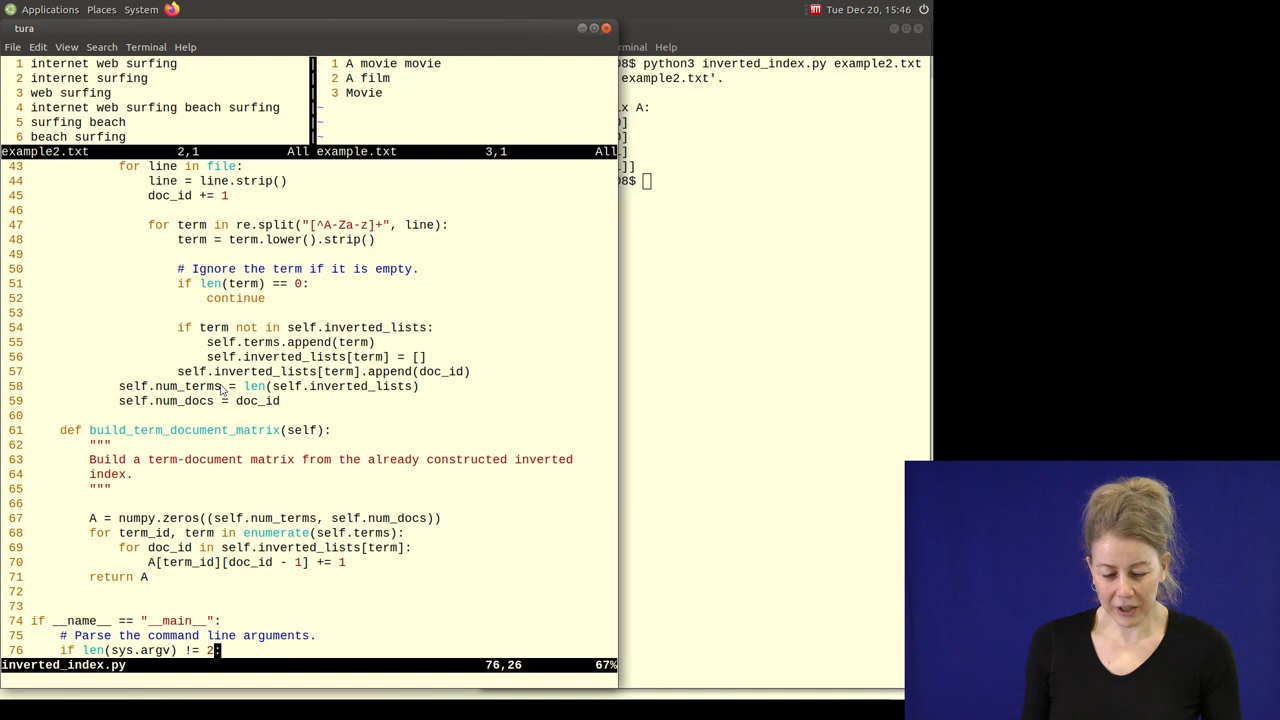 Applications Places System Tue Dec 20, 15:46
tura
File Edit View Search Terminal Help
1 internet web surfing
2 internet surfing
3 web surfing
4 internet web surfing beach surfing
5 surfing beach
6 beach surfing
example2.txt 2,1 All
1 A movie movie
2 A film
3 Movie
~
~
~
example.txt 3,1 All
43 for line in file:
44 line = line.strip()
45 doc_id += 1
46
47 for term in re.split("[^A-Za-z]+", line):
48 term = term.lower().strip()
49
50 # Ignore the term if it is empty.
51 if len(term) == 0:
52 continue
53
54 if term not in self.inverted_lists:
55 self.terms.append(term)
56 self.inverted_lists[term] = []
57 self.inverted_lists[term].append(doc_id)
58 self.num_terms = len(self.inverted_lists)
59 self.num_docs = doc_id
60
61 def build_term_document_matrix(self):
62 """
63 Build a term-document matrix from the already constructed inverted
64 index.
65 """
66
67 A = numpy.zeros((self.num_terms, self.num_docs))
68 for term_id, term in enumerate(self.terms):
69 for doc_id in self.inverted_lists[term]:
70 A[term_id][doc_id - 1] += 1
71 return A
72
73
74 if __name__ == "__main__":
75 # Parse the command line arguments.
76 if len(sys.argv) != 2:
inverted_index.py 76,26 67%
rminal Help
08$ python3 inverted_index.py example2.txt
example2.txt'.
ix A:
0]
0]
1]
1]]
08$